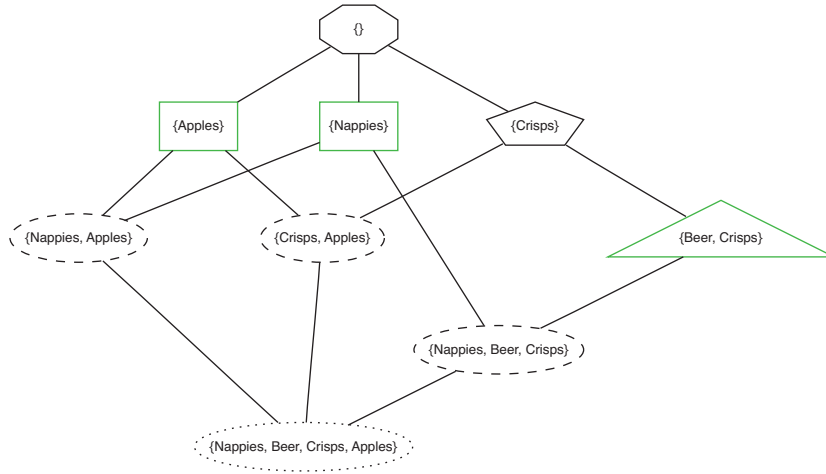 {}
{Apples}
{Nappies}
{Crisps}
{Nappies, Apples}
{Crisps, Apples}
{Beer, Crisps}
{Nappies, Beer, Crisps}
{Nappies, Beer, Crisps, Apples}